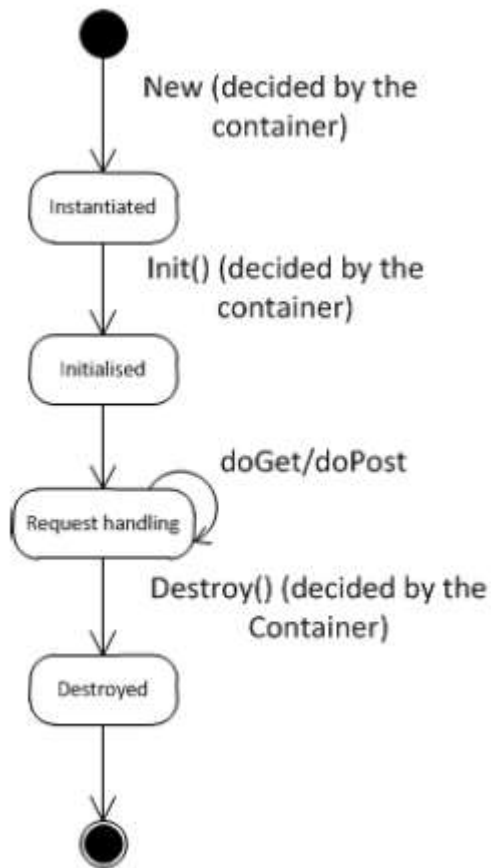 New (decided by the
container)
Instantiated
Init() (decided by the
container)
Initialised
doGet/doPost
Request handling
Destroy() (decided by the
Container)
Destroyed